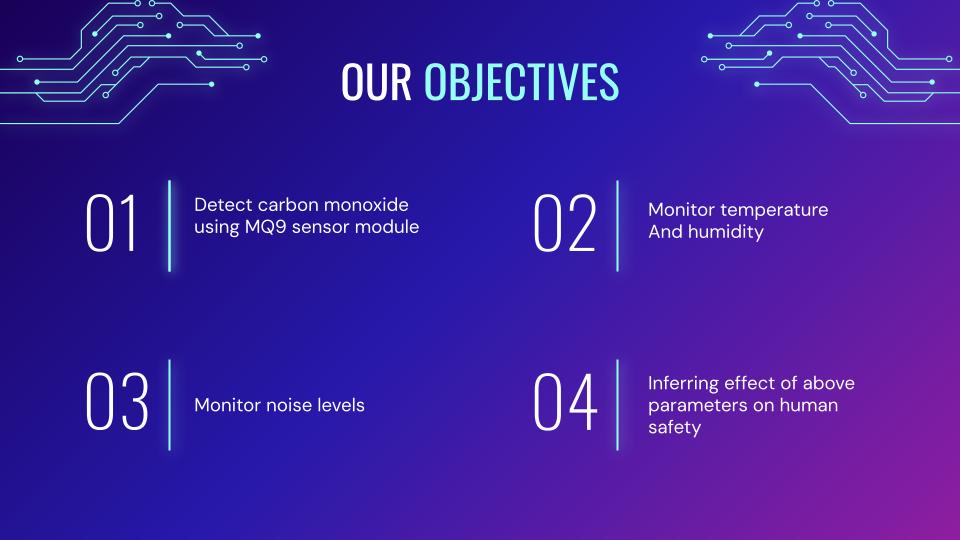 OUR OBJECTIVES
01
Detect carbon monoxide
using MQ9 sensor module
02
Monitor temperature
And humidity
03
Monitor noise levels
04
Inferring effect of above
parameters on human
safety